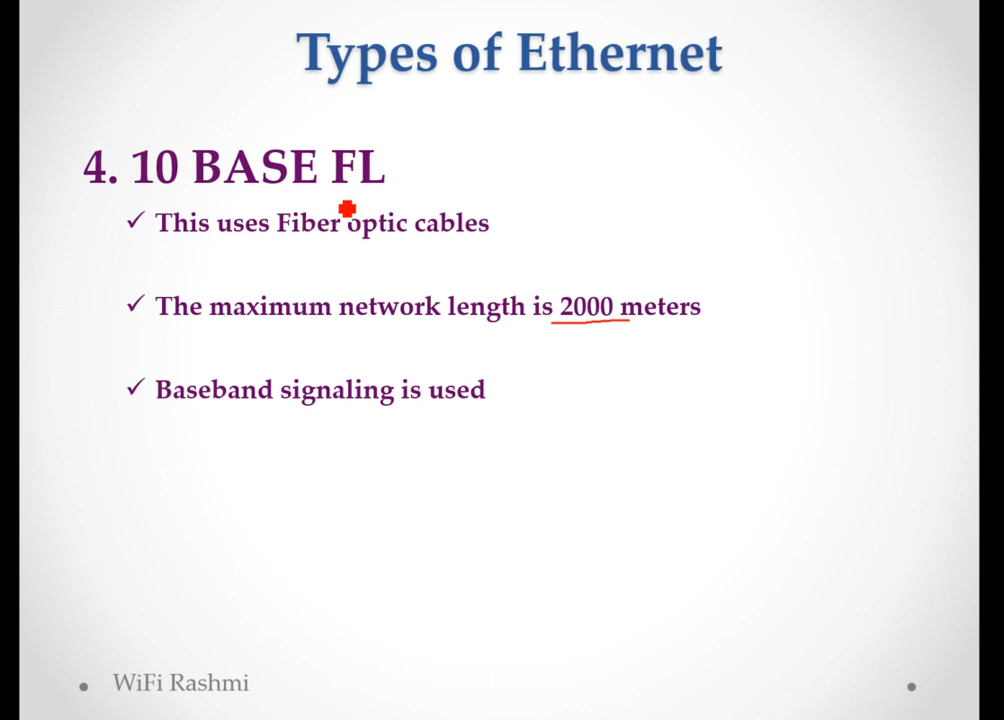 Types of Ethernet
4. 10 BASE FL
✓ This uses Fiber optic cables
✓ The maximum network length is 2000 meters
✓ Baseband signaling is used
WiFi Rashmi